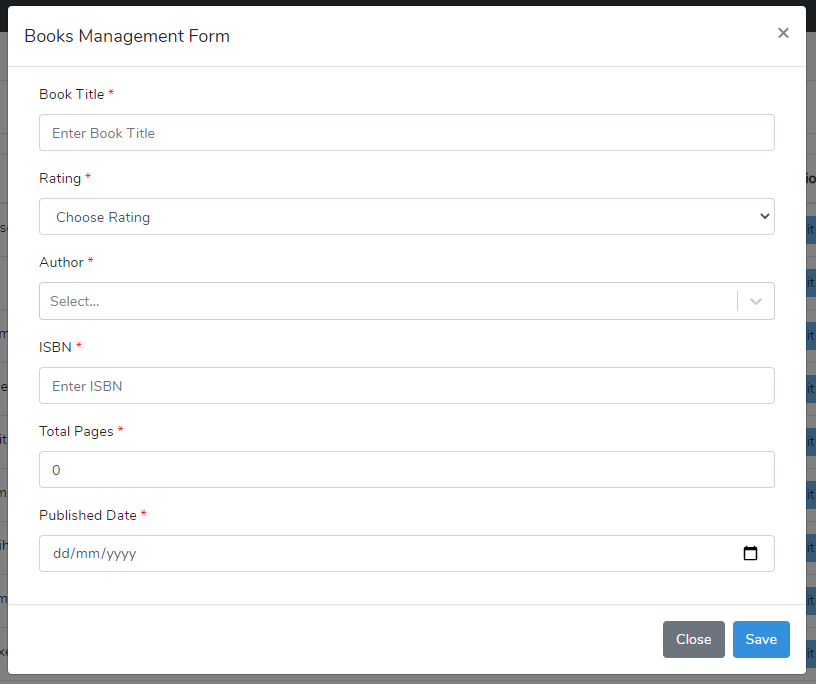 Books Management Form
×
Book Title *
Enter Book Title
Rating *
Choose Rating
Author *
Select...
ISBN *
Enter ISBN
Total Pages *
0
Published Date *
dd/mm/yyyy
Close Save